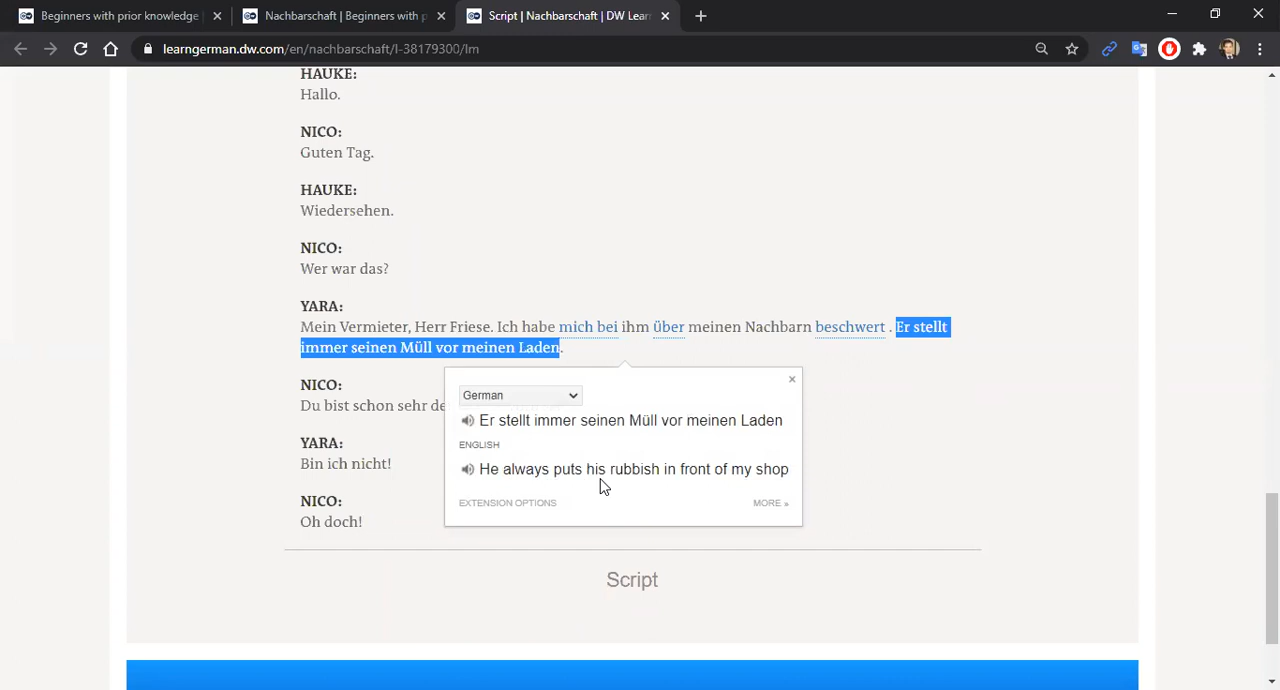 Beginners with prior knowledge
Nachbarschaft | Beginners with p
Script | Nachbarschaft | DW Lear
learngerman.dw.com/en/nachbarschaft/l-38179300/lm
HAUKE:
Hallo.
NICO:
Guten Tag.
HAUKE:
Wiedersehen.
NICO:
Wer war das?
YARA:
Mein Vermieter, Herr Friese. Ich habe mich bei ihm über meinen Nachbarn beschwert . Er stellt
immer seinen Müll vor meinen Laden.
NICO:
Du bist schon sehr de
YARA:
Bin ich nicht!
NICO:
Oh doch!
German
Er stellt immer seinen Müll vor meinen Laden
ENGLISH
He always puts his rubbish in front of my shop
EXTENSION OPTIONS
MORE »
Script